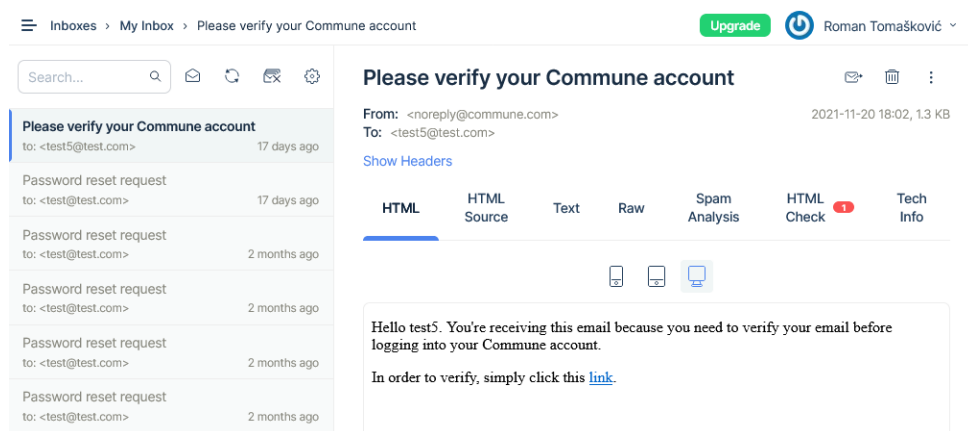 Inboxes › My Inbox › Please verify your Commune account
Upgrade
Roman Tomašković
Search...
Please verify your Commune account
to: <test5@test.com> 17 days ago
Password reset request
to: <test@test.com> 17 days ago
Password reset request
to: <test@test.com> 2 months ago
Password reset request
to: <test@test.com> 2 months ago
Password reset request
to: <test@test.com> 2 months ago
Password reset request
to: <test@test.com> 2 months ago
Please verify your Commune account
From: <noreply@commune.com> 2021-11-20 18:02, 1.3 KB
To: <test5@test.com>
Show Headers
HTML
HTML
Source
Text
Raw
Spam
Analysis
HTML
Check
1
Tech
Info
Hello test5. You're receiving this email because you need to verify your email before
logging into your Commune account.
In order to verify, simply click this link.